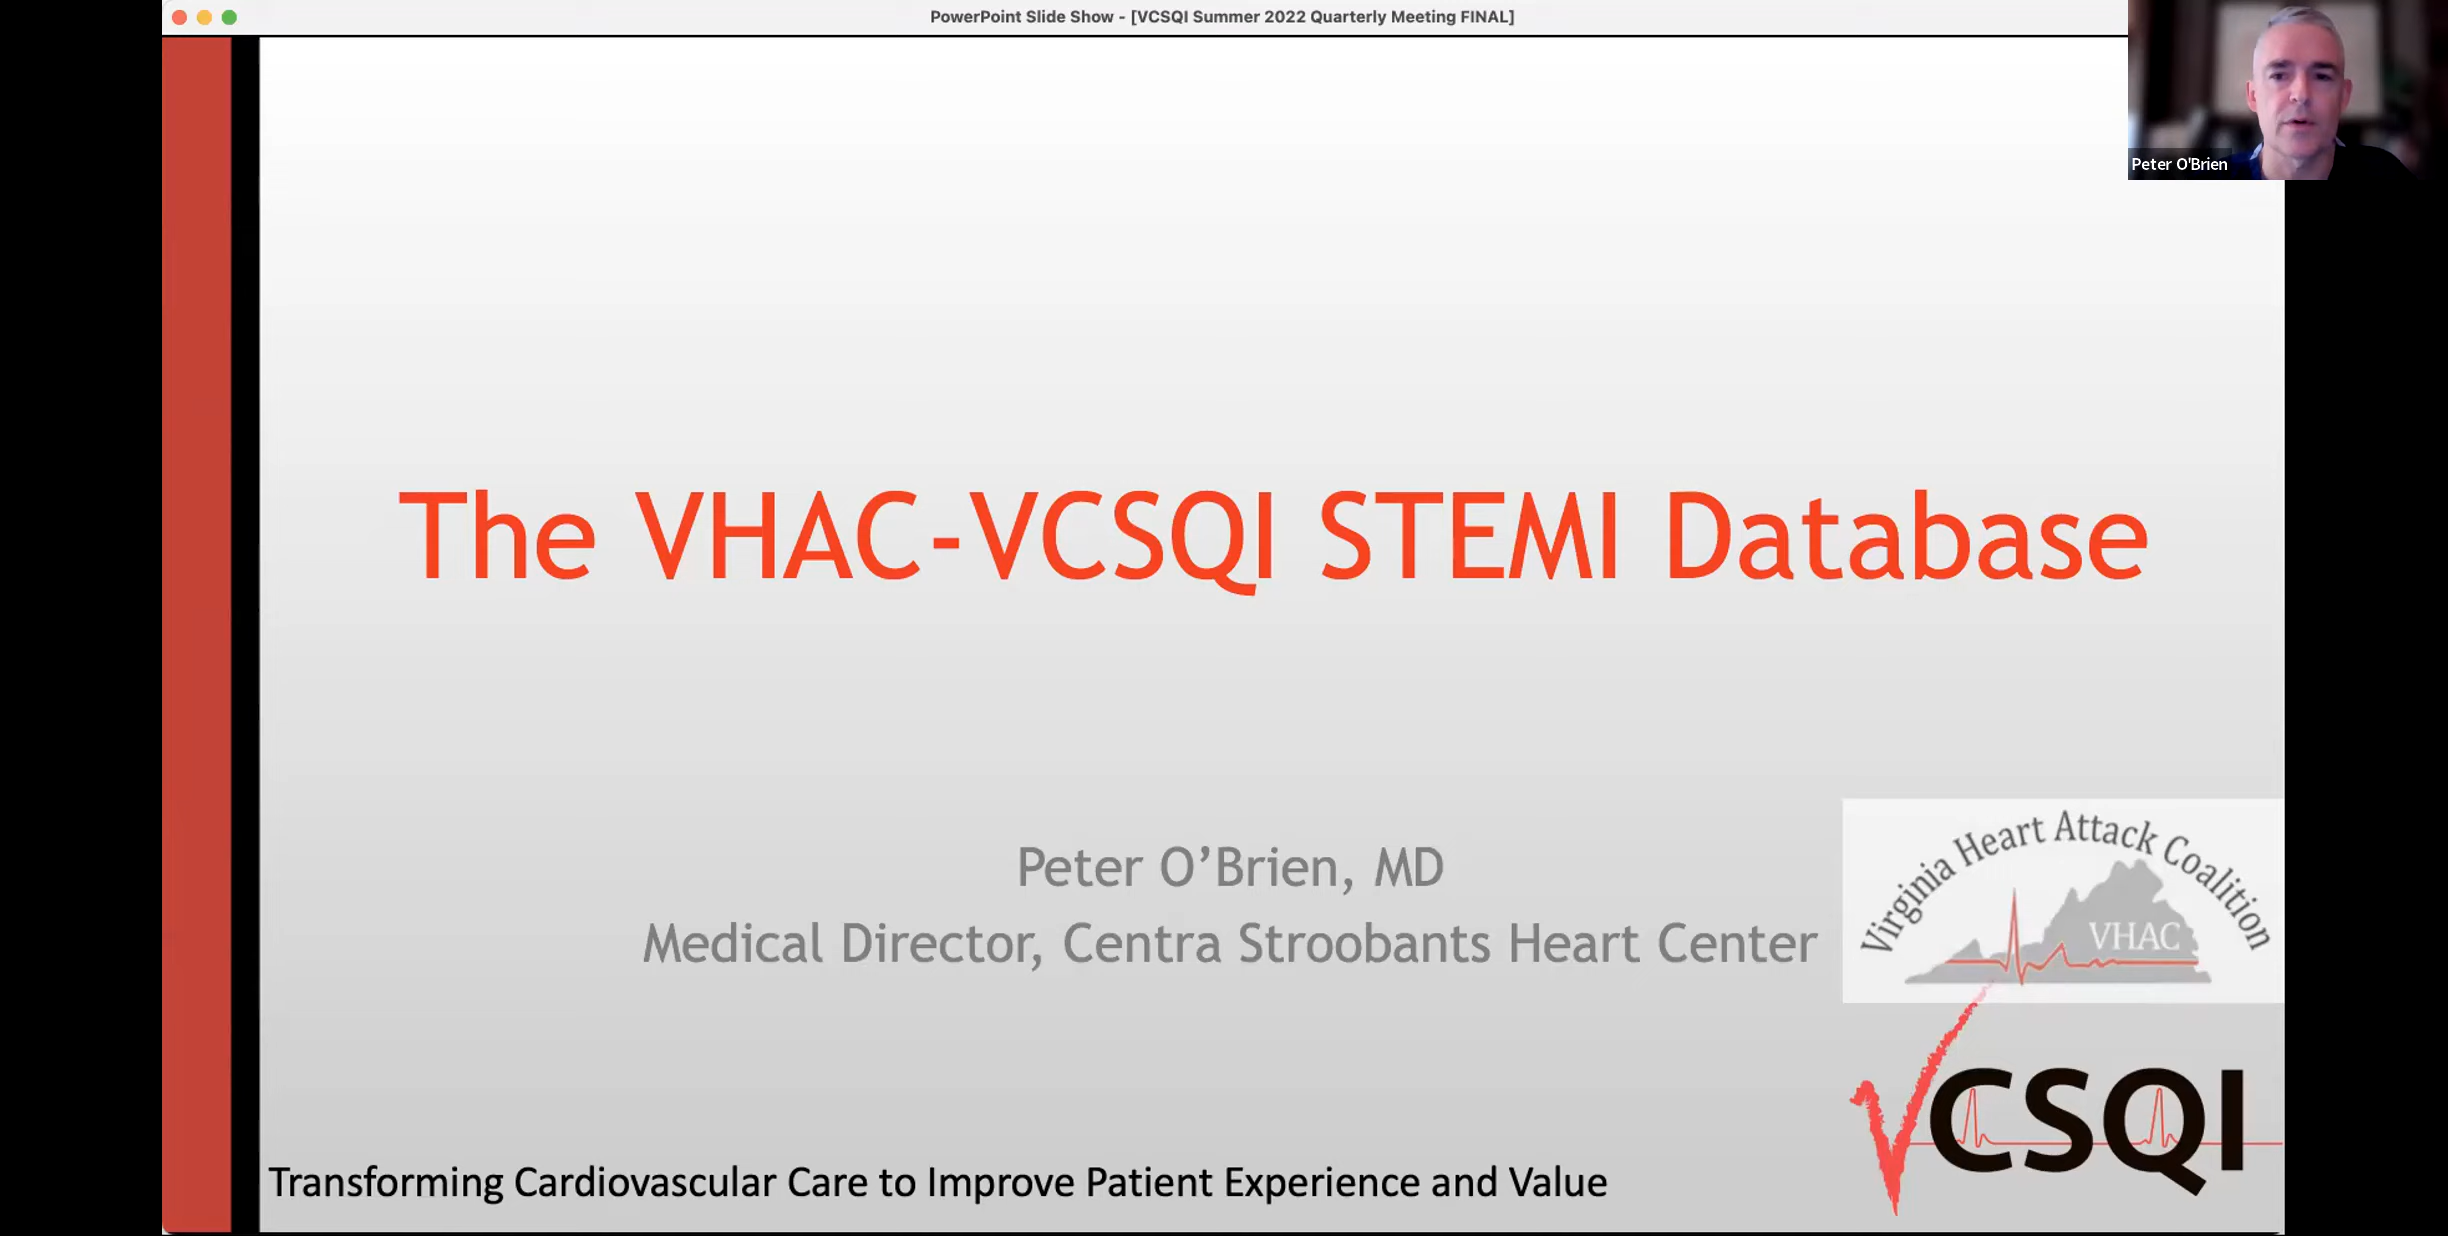 PowerPoint Slide Show - [VCSQI Summer 2022 Quarterly Meeting FINAL]
Peter O'Brien
The VHAC-VCSQI STEMI Database
Peter O’Brien, MD
Medical Director, Centra Stroobants Heart Center
Virginia Heart Attack Coalition
VHAC
VCSQI
Transforming Cardiovascular Care to Improve Patient Experience and Value